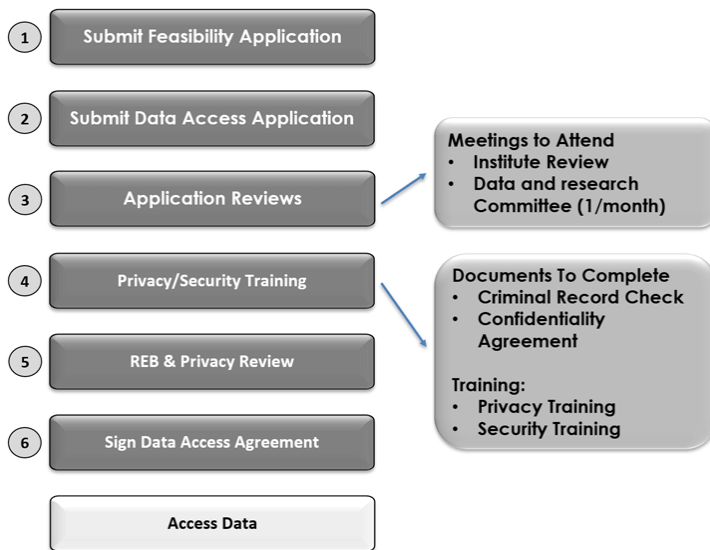 1
Submit Feasibility Application
2
Submit Data Access Application
3
Application Reviews
Meetings to Attend
• Institute Review
• Data and research
Committee (1/month)
4
Privacy/Security Training
Documents To Complete
• Criminal Record Check
• Confidentiality
Agreement
Training:
• Privacy Training
• Security Training
5
REB & Privacy Review
6
Sign Data Access Agreement
Access Data